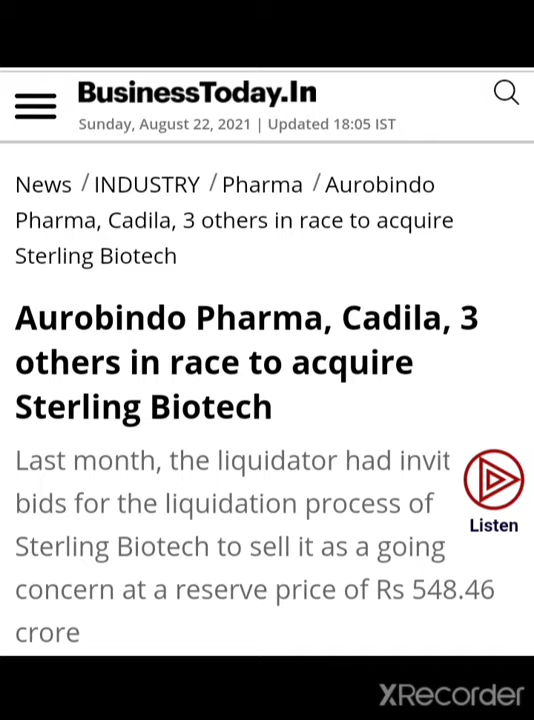 BusinessToday.In
Sunday, August 22, 2021 | Updated 18:05 IST
News / INDUSTRY / Pharma / Aurobindo
Pharma, Cadila, 3 others in race to acquire
Sterling Biotech
Aurobindo Pharma, Cadila, 3
others in race to acquire
Sterling Biotech
Last month, the liquidator had invit
bids for the liquidation process of
Sterling Biotech to sell it as a going
concern at a reserve price of Rs 548.46
crore
Listen
XRecorder